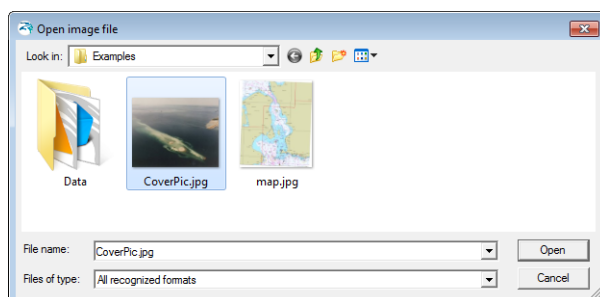 Open image file
Look in: Examples
Data CoverPic.jpg map.jpg
File name: CoverPic.jpg Open
Files of type: All recognized formats Cancel